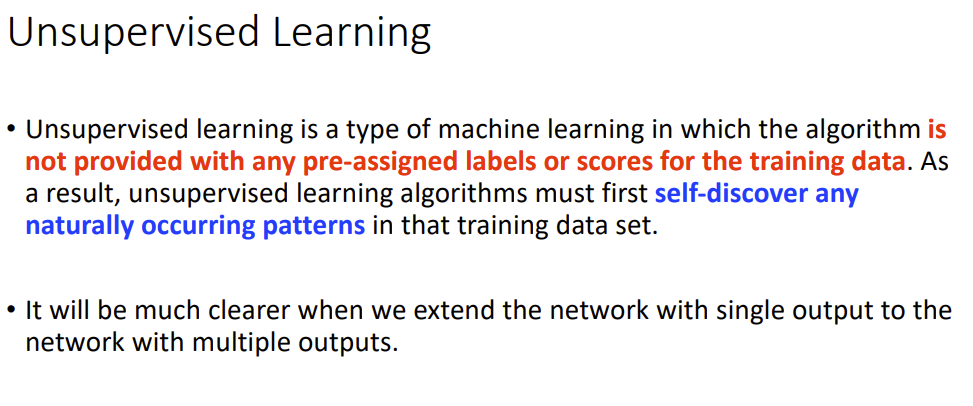 Unsupervised Learning
• Unsupervised learning is a type of machine learning in which the algorithm is
not provided with any pre-assigned labels or scores for the training data. As
a result, unsupervised learning algorithms must first self-discover any
naturally occurring patterns in that training data set.
• It will be much clearer when we extend the network with single output to the
network with multiple outputs.